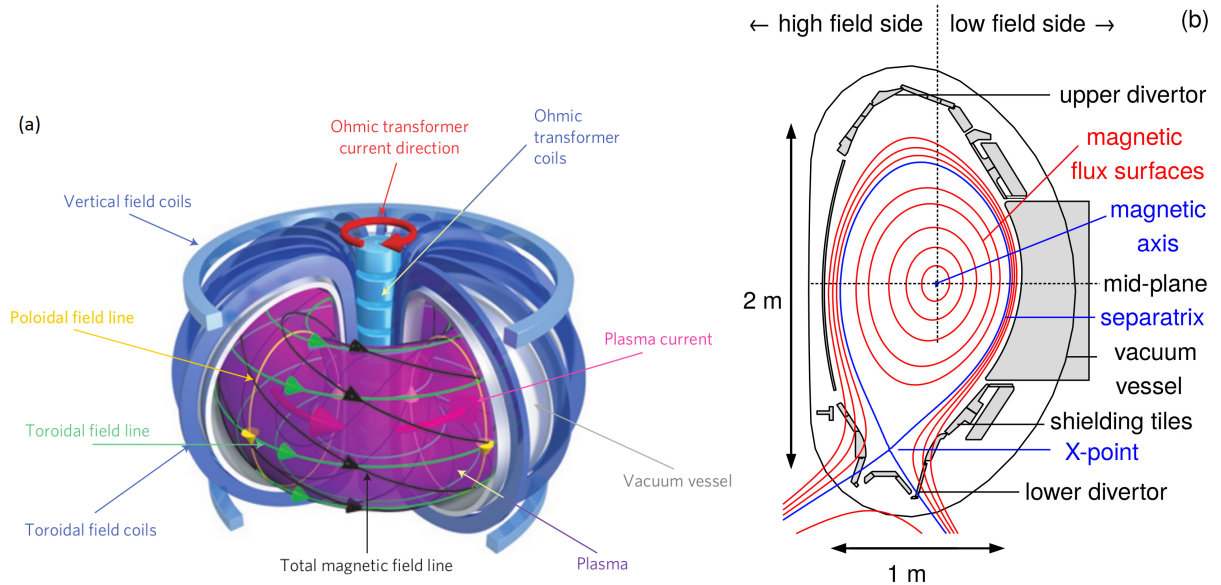 (a)
Ohmic transformer
current direction
Ohmic
transformer
coils
Vertical field coils
Poloidal field line
Plasma current
Toroidal field line
Vacuum vessel
Toroidal field coils
Total magnetic field line
Plasma
← high field side
low field side →
(b)
upper divertor
magnetic
flux surfaces
magnetic
axis
mid-plane
2 m
separatrix
vacuum
vessel
shielding tiles
X-point
lower divertor
1 m